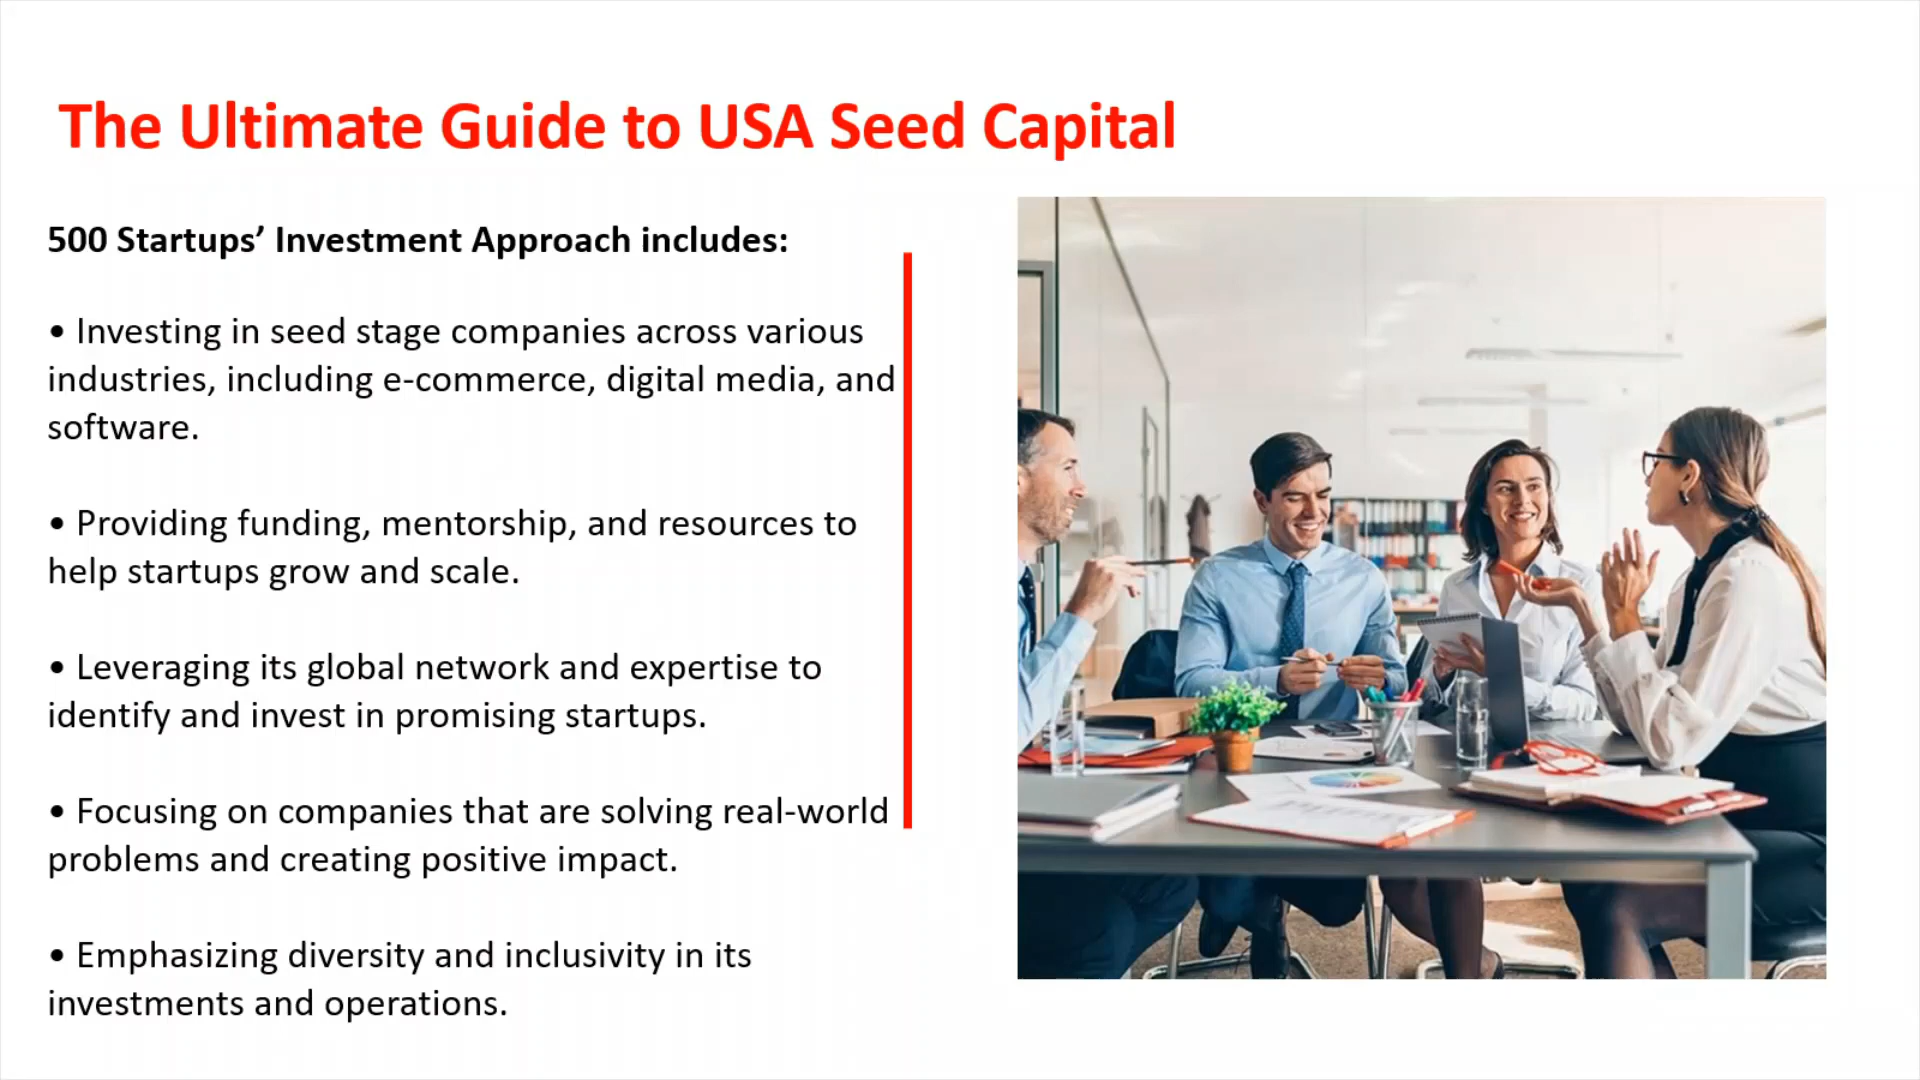 The Ultimate Guide to USA Seed Capital
500 Startups’ Investment Approach includes:
• Investing in seed stage companies across various
industries, including e-commerce, digital media, and
software.
• Providing funding, mentorship, and resources to
help startups grow and scale.
• Leveraging its global network and expertise to
identify and invest in promising startups.
• Focusing on companies that are solving real-world
problems and creating positive impact.
• Emphasizing diversity and inclusivity in its
investments and operations.